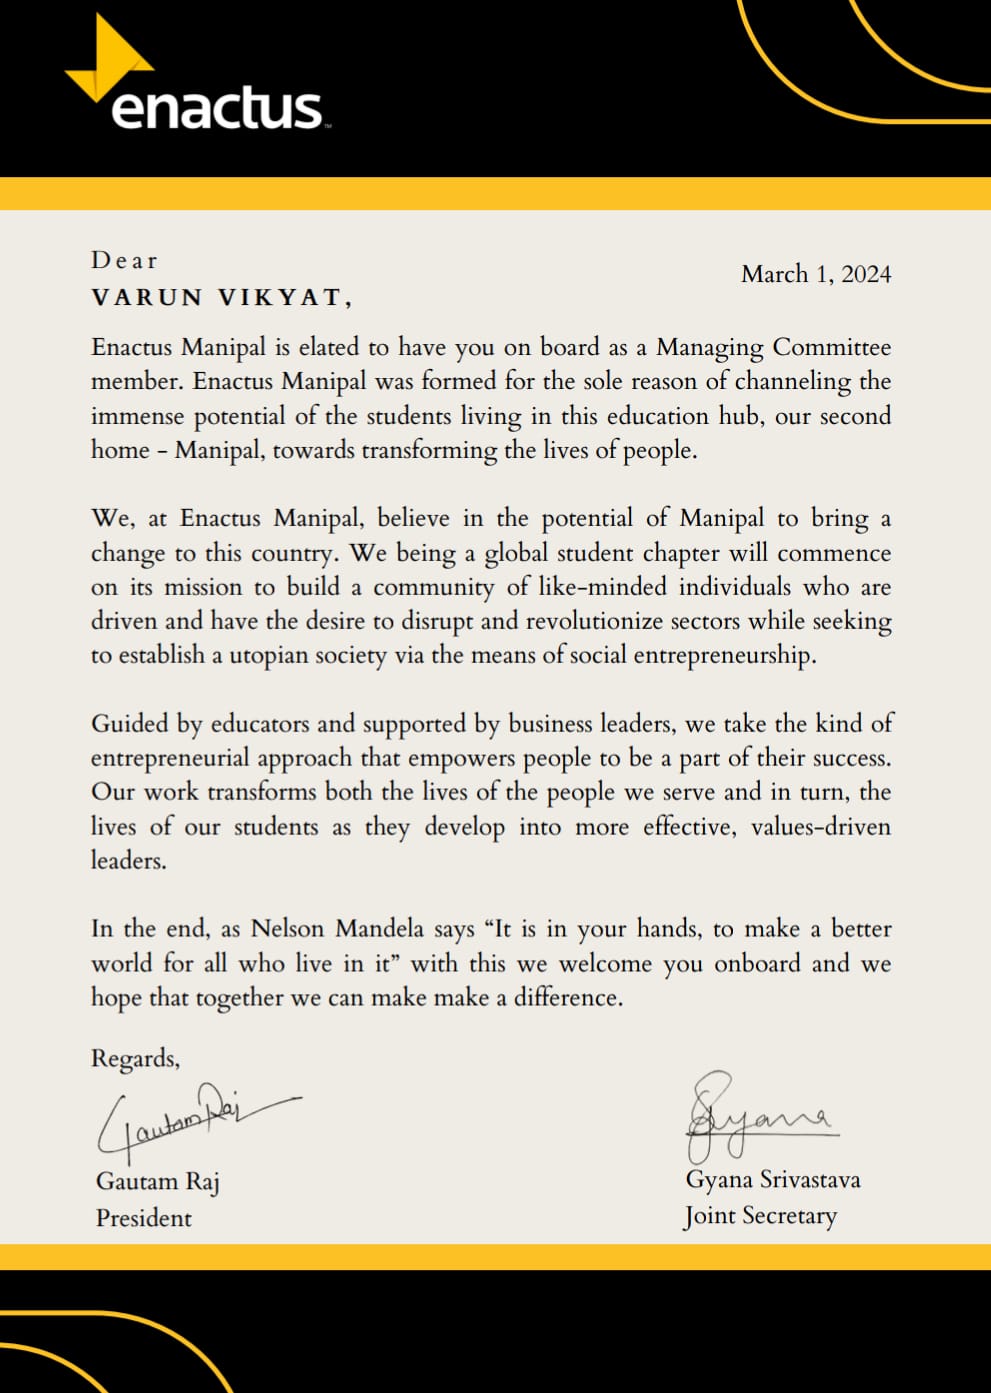 enactus™
Dear
VARUN VIKYAT,
March 1, 2024
Enactus Manipal is elated to have you on board as a Managing Committee
member. Enactus Manipal was formed for the sole reason of channeling the
immense potential of the students living in this education hub, our second
home - Manipal, towards transforming the lives of people.
We, at Enactus Manipal, believe in the potential of Manipal to bring a
change to this country. We being a global student chapter will commence
on its mission to build a community of like-minded individuals who are
driven and have the desire to disrupt and revolutionize sectors while seeking
to establish a utopian society via the means of social entrepreneurship.
Guided by educators and supported by business leaders, we take the kind of
entrepreneurial approach that empowers people to be a part of their success.
Our work transforms both the lives of the people we serve and in turn, the
lives of our students as they develop into more effective, values-driven
leaders.
In the end, as Nelson Mandela says “It is in your hands, to make a better
world for all who live in it” with this we welcome you onboard and we
hope that together we can make make a difference.
Regards,
Gautam Raj
Gautam Raj
President
Gyana
Gyana Srivastava
Joint Secretary